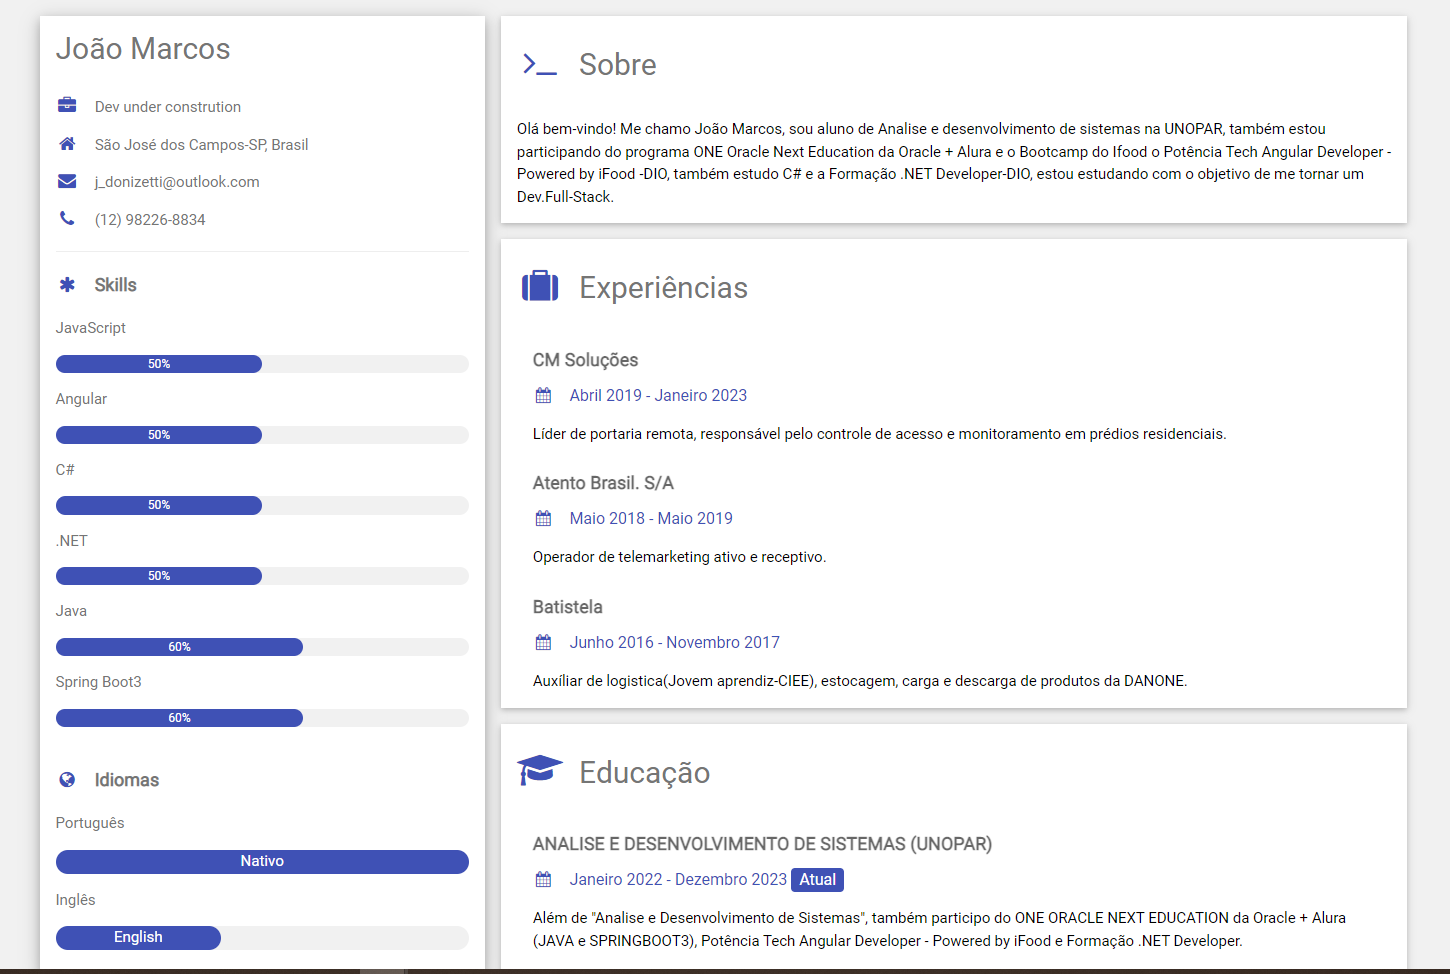 João Marcos
Dev under constrution
São José dos Campos-SP, Brasil
j_donizetti@outlook.com
(12) 98226-8834
Skills
JavaScript
50%
Angular
50%
C#
50%
.NET
50%
Java
60%
Spring Boot3
60%
Idiomas
Português
Nativo
Inglês
English
Sobre
Olá bem-vindo! Me chamo João Marcos, sou aluno de Analise e desenvolvimento de sistemas na UNOPAR, também estou
participando do programa ONE Oracle Next Education da Oracle + Alura e o Bootcamp do Ifood o Potência Tech Angular Developer -
Powered by iFood -DIO, também estudo C# e a Formação .NET Developer-DIO, estou estudando com o objetivo de me tornar um
Dev.Full-Stack.
Experiências
CM Soluções
Abril 2019 - Janeiro 2023
Líder de portaria remota, responsável pelo controle de acesso e monitoramento em prédios residenciais.
Atento Brasil. S/A
Maio 2018 - Maio 2019
Operador de telemarketing ativo e receptivo.
Batistela
Junho 2016 - Novembro 2017
Auxíliar de logistica(Jovem aprendiz-CIEE), estocagem, carga e descarga de produtos da DANONE.
Educação
ANALISE E DESENVOLVIMENTO DE SISTEMAS (UNOPAR)
Janeiro 2022 - Dezembro 2023 Atual
Além de "Analise e Desenvolvimento de Sistemas", também participo do ONE ORACLE NEXT EDUCATION da Oracle + Alura
(JAVA e SPRINGBOOT3), Potência Tech Angular Developer - Powered by iFood e Formação .NET Developer.